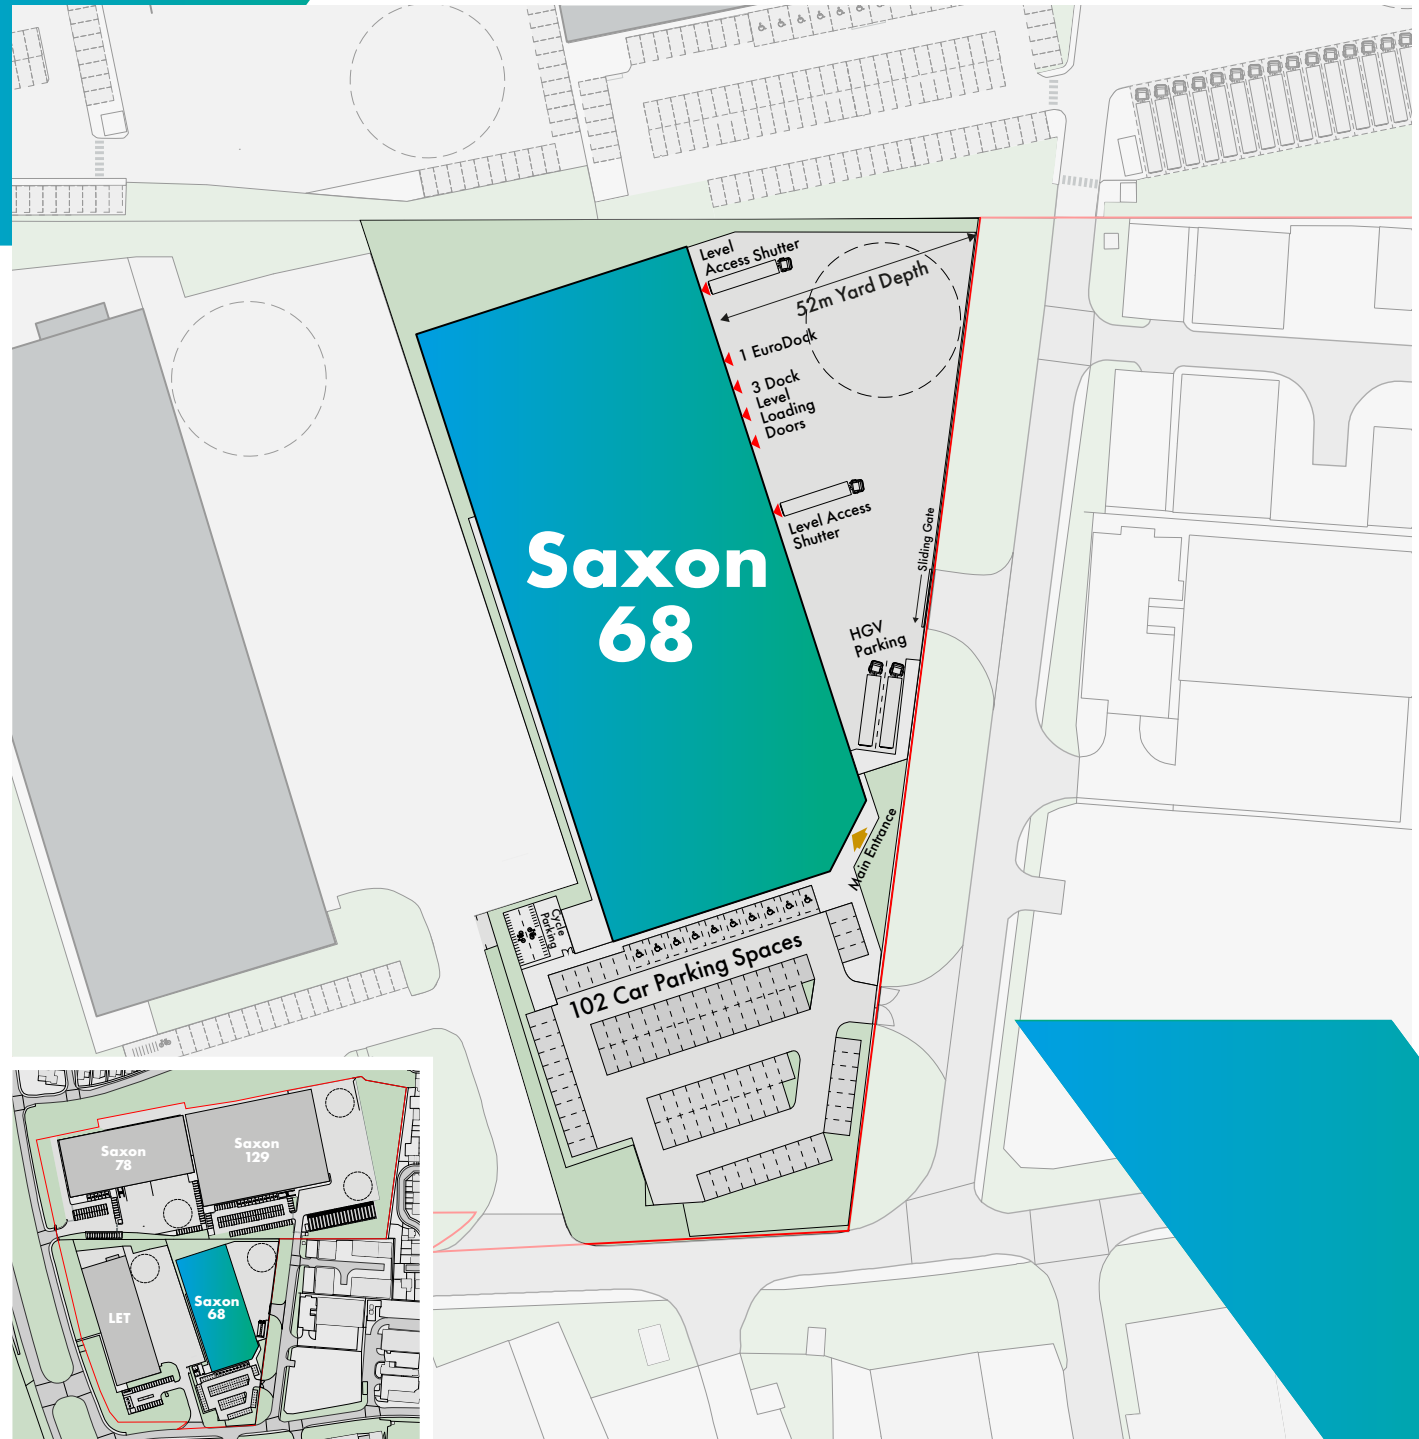 Level
Access Shutter
52m Yard Depth
1 EuroDock
3 Dock
Level
Loading
Doors
Level Access
Shutter
Sliding Gate
Saxon
68
HGV
Parking
Main Entrance
Cycle
Parking
102 Car Parking Spaces
Saxon
78
Saxon
129
LET
Saxon
68